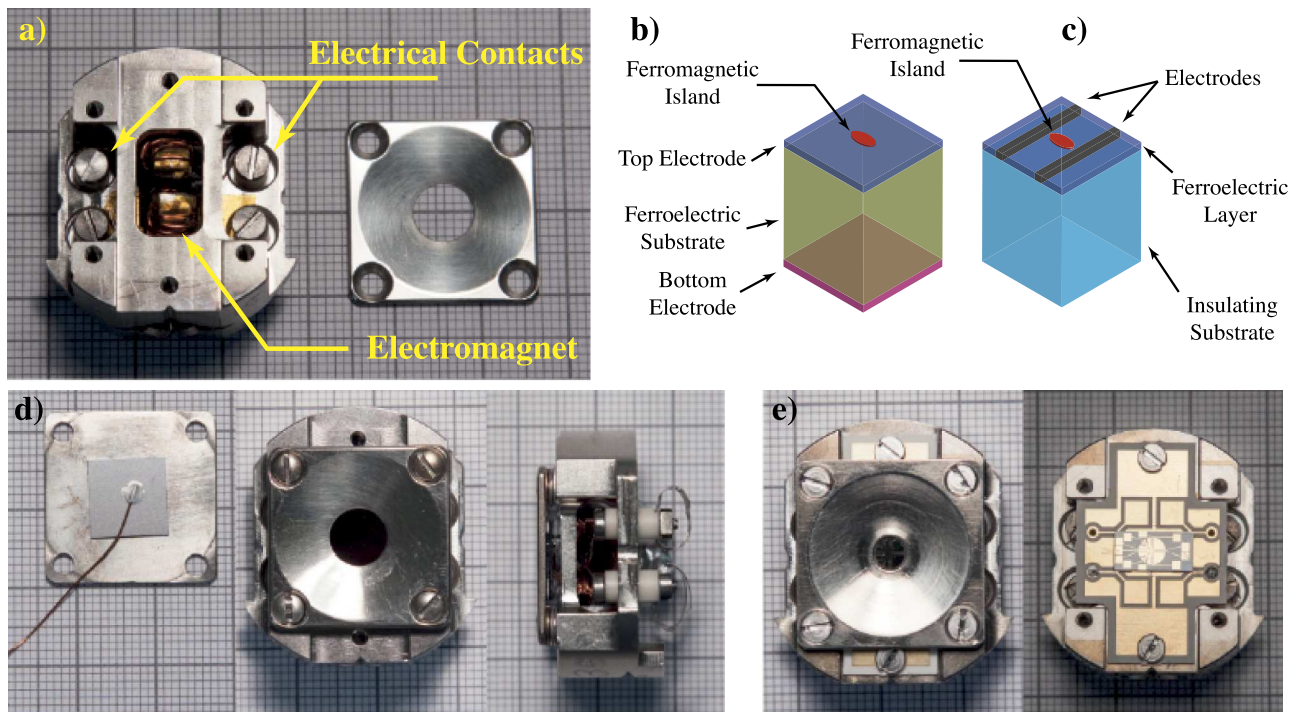 a)
Electrical Contacts
Electromagnet
b)
Ferromagnetic
Island
Top Electrode
Ferroelectric
Substrate
Bottom
Electrode
c)
Ferromagnetic
Island
Electrodes
Ferroelectric
Layer
Insulating
Substrate
d)
e)